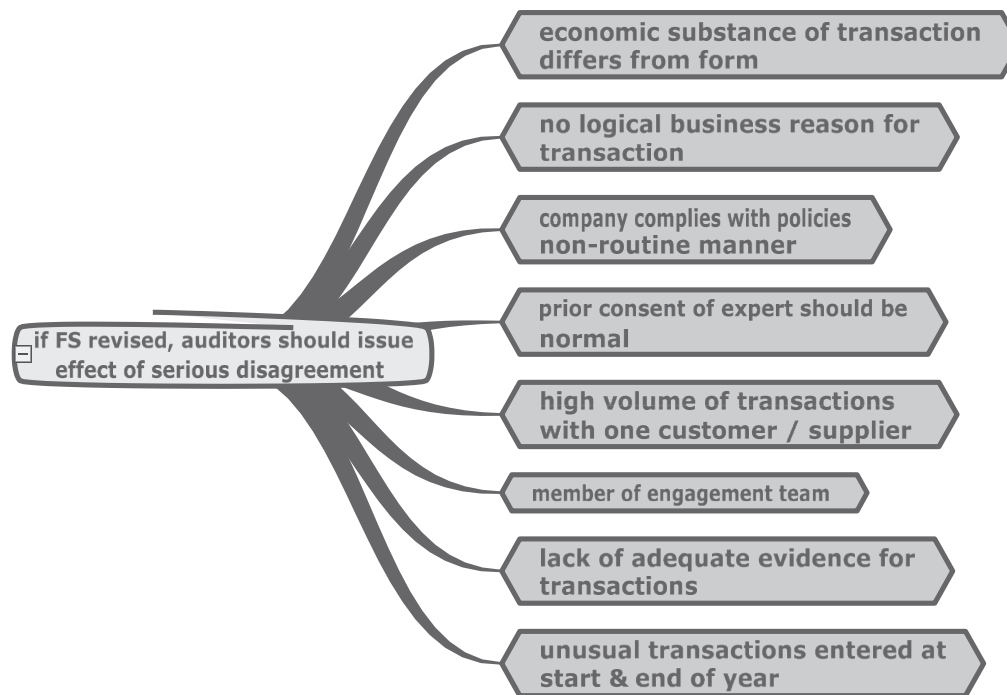 economic substance of transaction
differs from form
no logical business reason for
transaction
company complies with policies
non-routine manner
prior consent of expert should be
normal
if FS revised, auditors should issue
effect of serious disagreement
high volume of transactions
with one customer / supplier
member of engagement team
lack of adequate evidence for
transactions
unusual transactions entered at
start & end of year